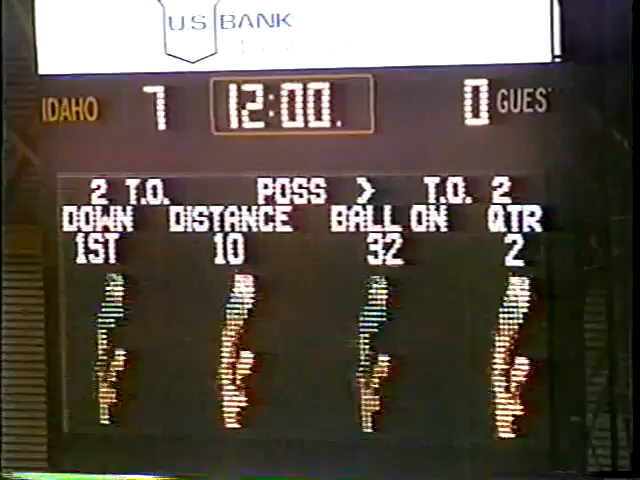 U.S BANK
IDAHO 7 12:00. 0 GUES
2 T.O. POSS > T.O. 2
DOWN DISTANCE BALL ON QTR
1ST 10 32 2